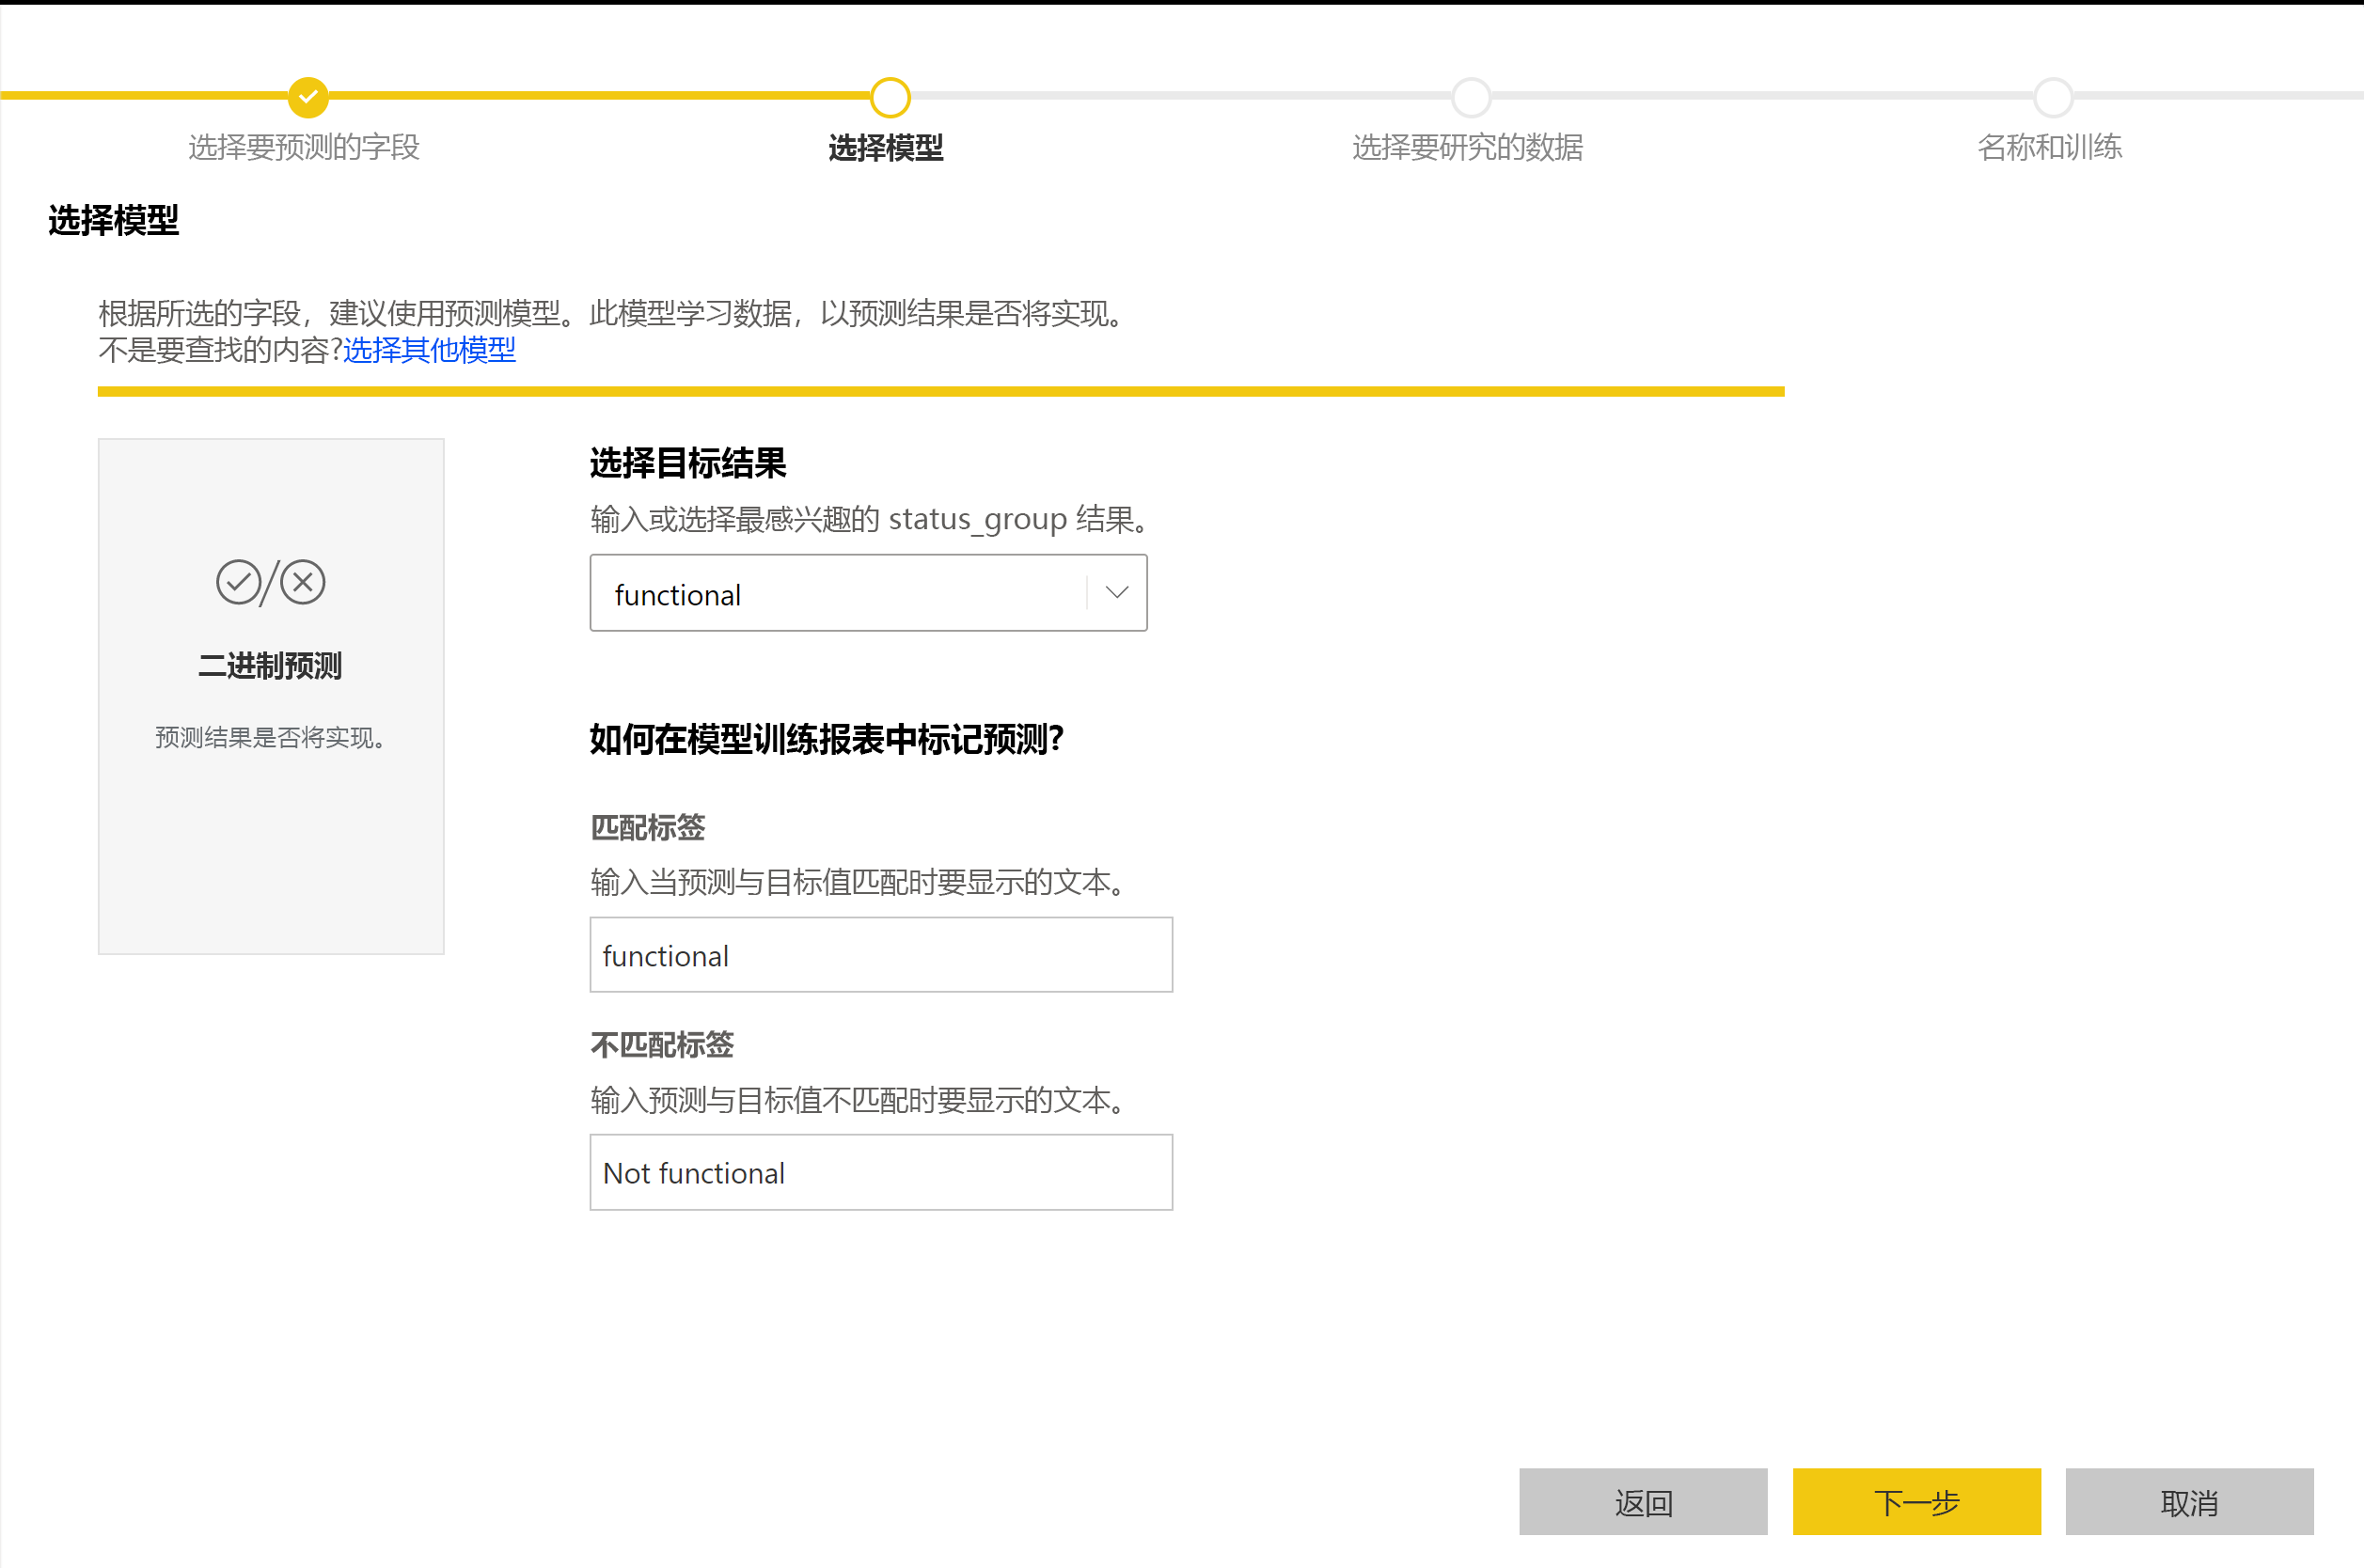 选择要预测的字段
选择模型
选择要研究的数据
名称和训练
选择模型
根据所选的字段，建议使用预测模型。此模型学习数据，以预测结果是否将实现。
不是要查找的内容?选择其他模型
二进制预测
预测结果是否将实现。
选择目标结果
输入或选择最感兴趣的 status_group 结果。
functional
如何在模型训练报表中标记预测?
匹配标签
输入当预测与目标值匹配时要显示的文本。
functional
不匹配标签
输入预测与目标值不匹配时要显示的文本。
Not functional
返回
下一步
取消